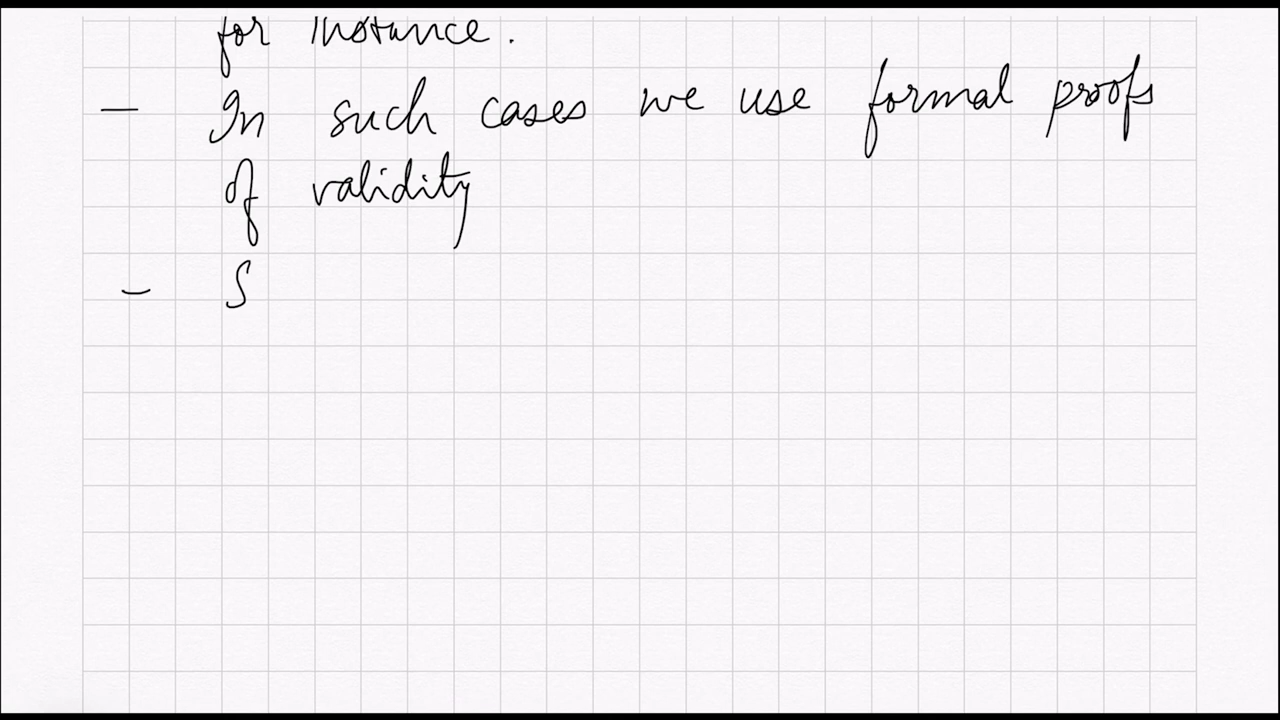 for instance.
— In such cases we use formal proofs
of validity
- S